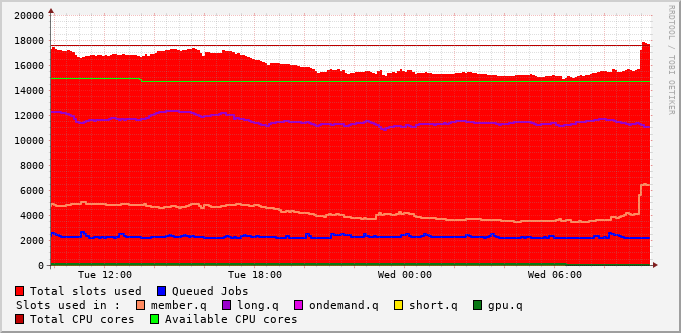 20000
18000
16000
14000
12000
10000
8000
6000
4000
2000
0
Tue 12:00 Tue 18:00 Wed 00:00 Wed 06:00
Total slots used Queued Jobs
Slots used in : member.q long.q ondemand.q short.q gpu.q
Total CPU cores Available CPU cores
RRDTOOL / TOBI OETIKER